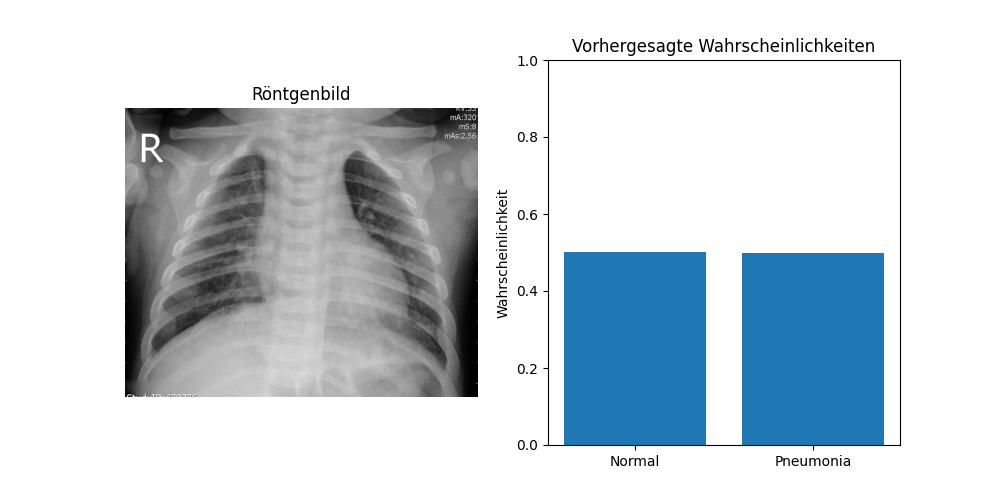 Röntgenbild
R
mA:320
mS:8
mAs:2.56
Vorhergesagte Wahrscheinlichkeiten
Wahrscheinlichkeit
1.0
0.8
0.6
0.4
0.2
0.0
Normal
Pneumonia